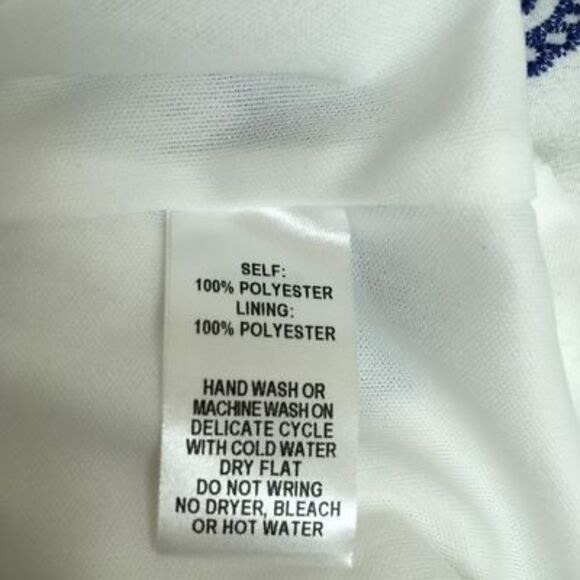 SELF:
100% POLYESTER
LINING:
100% POLYESTER
HAND WASH OR
MACHINE WASH ON
DELICATE CYCLE
WITH COLD WATER
DRY FLAT
DO NOT WRING
NO DRYER, BLEACH
OR HOT WATER